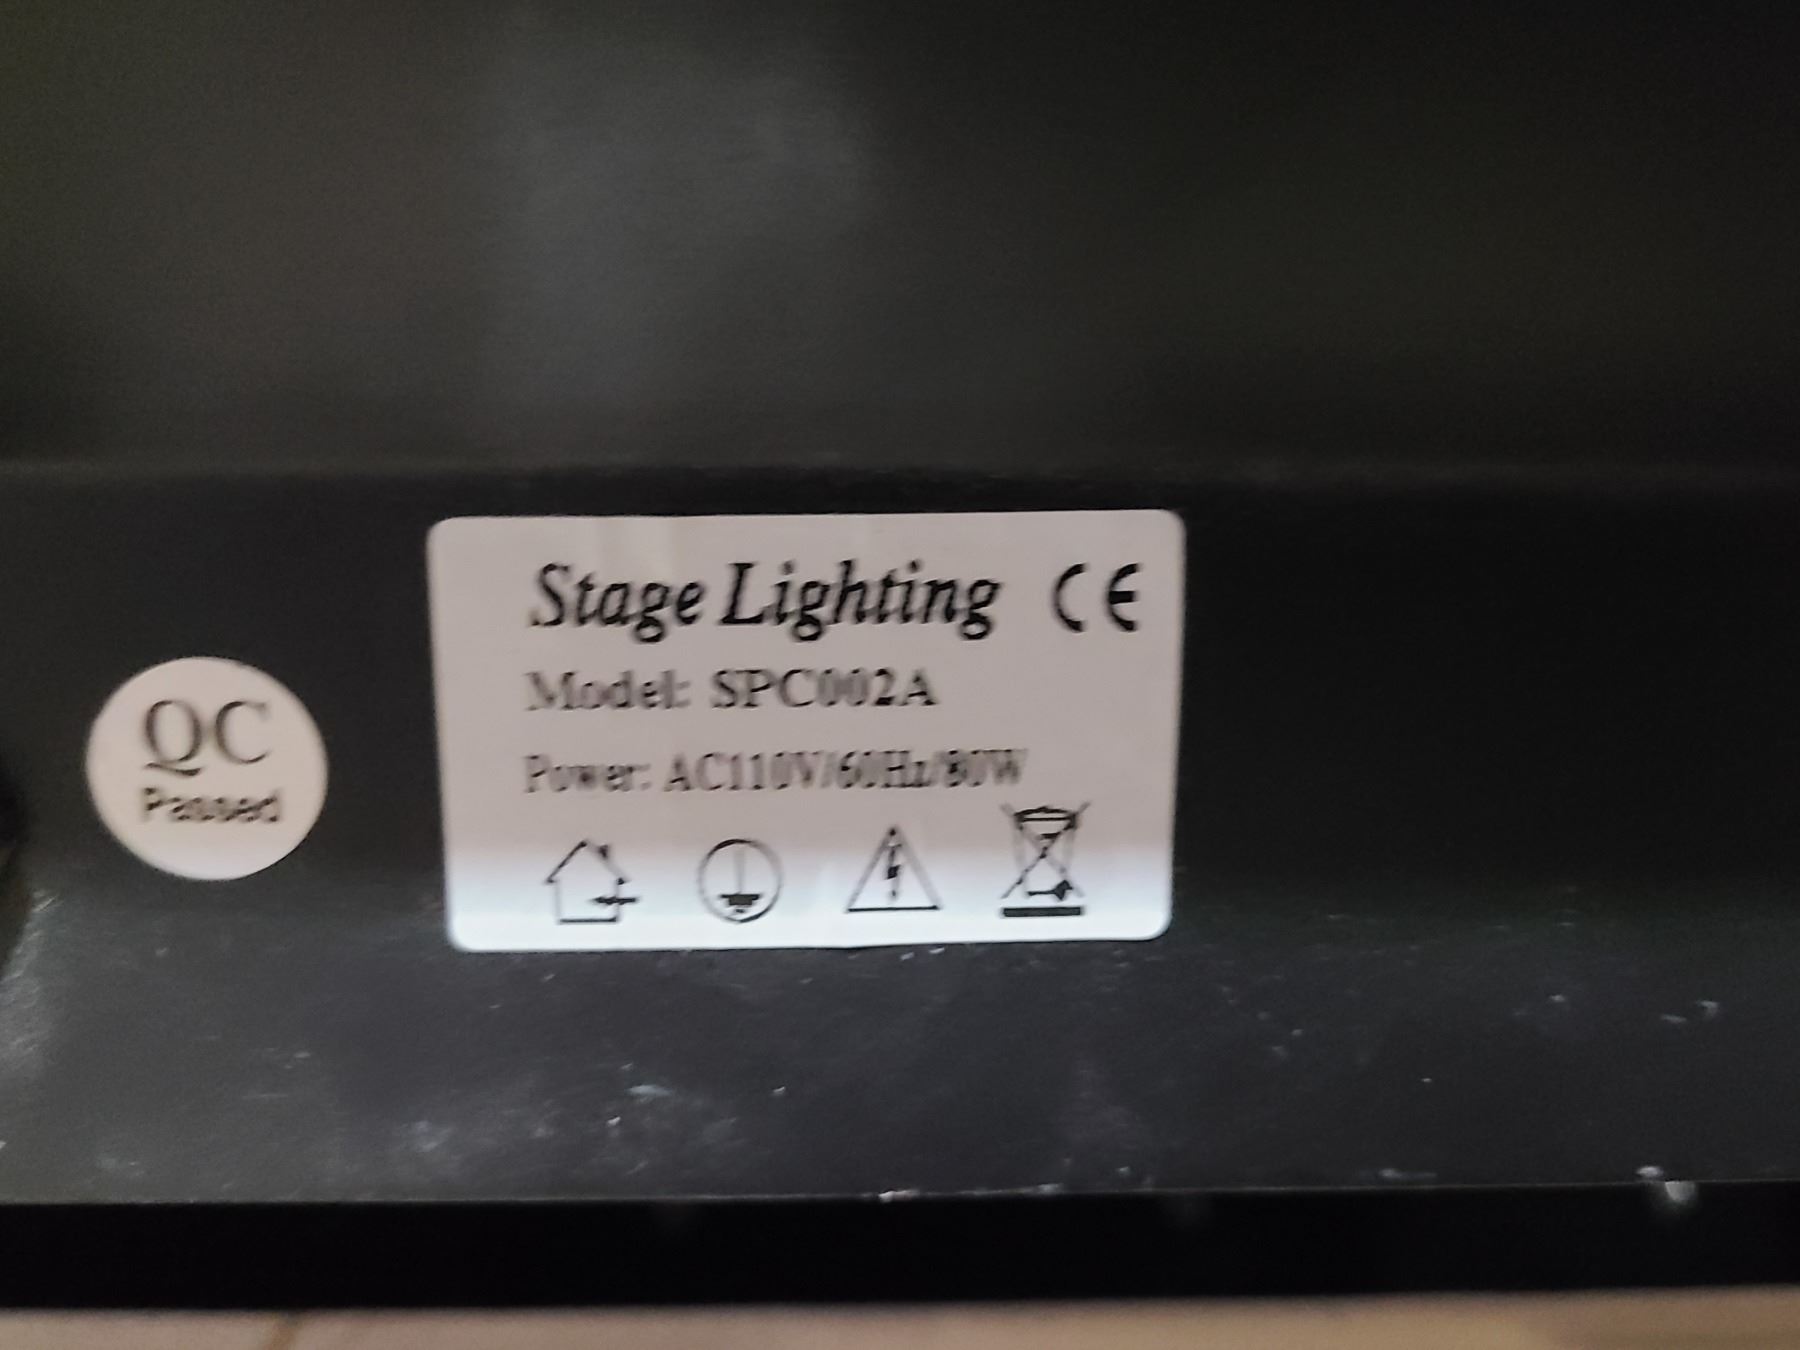 Stage Lighting CE
Model: SPC002A
Power: AC110V/60Hz/80W
QC
Passed